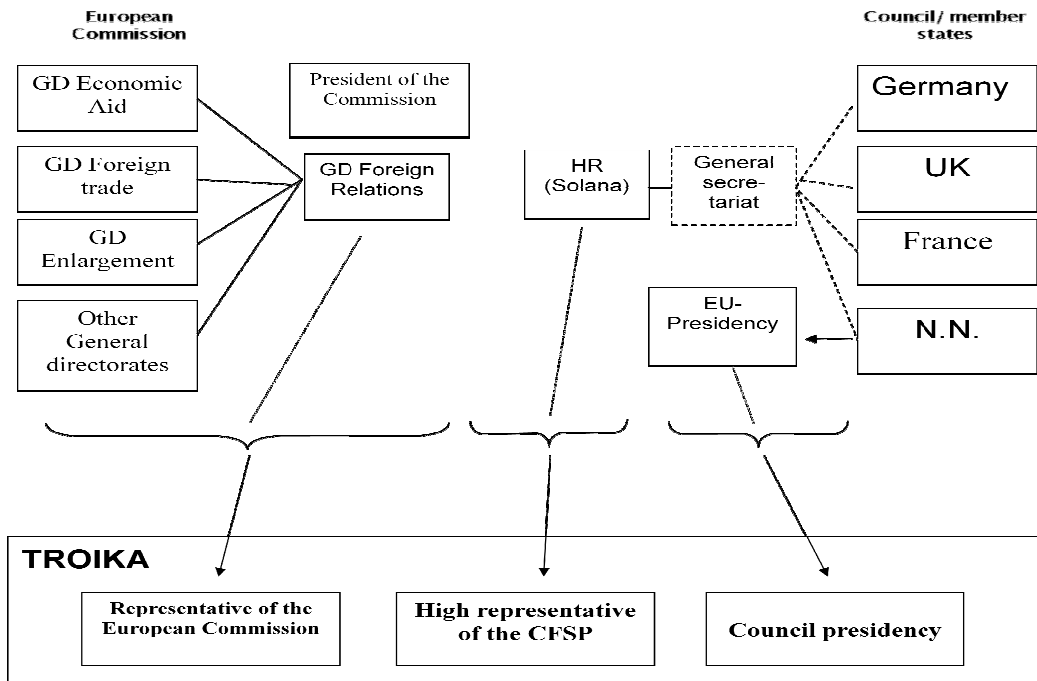 European
Commission
Council/ member
states
GD Economic
Aid
President of the
Commission
Germany
GD Foreign
trade
GD Foreign
Relations
HR
(Solana)
General
secre-
tariat
UK
GD
Enlargement
France
Other
General
directorates
EU-
Presidency
N.N.
TROIKA
Representative of the
European Commission
High representative
of the CFSP
Council presidency